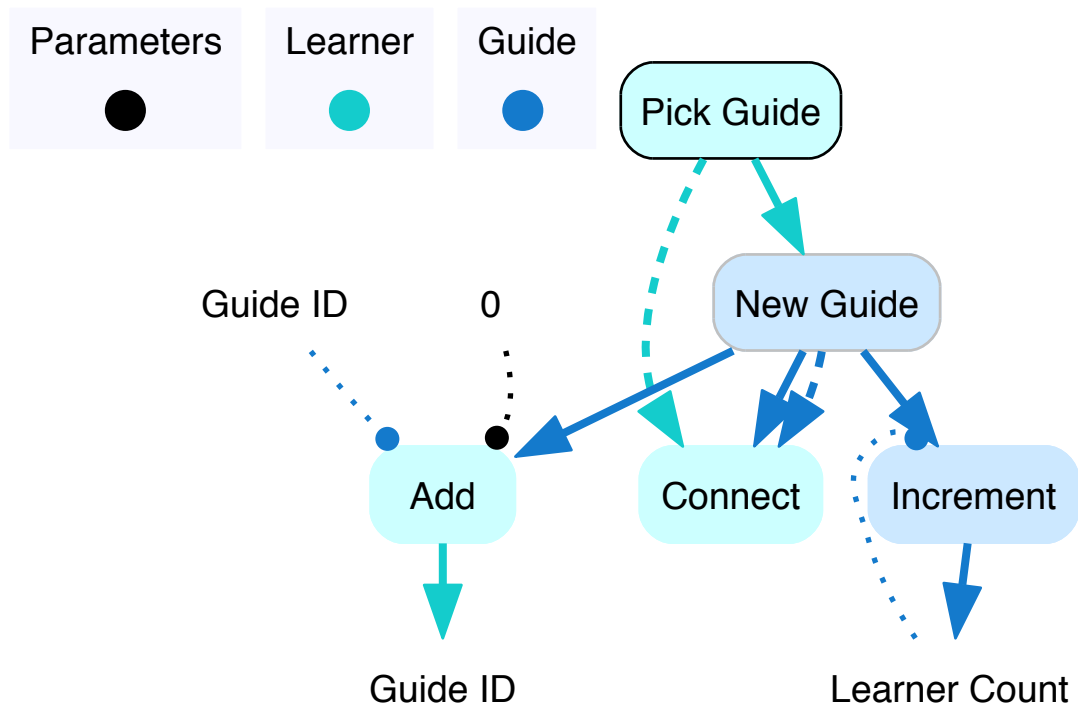 Parameters
Learner
Guide
Pick Guide
Guide ID
0
New Guide
Add
Connect
Increment
Guide ID
Learner Count